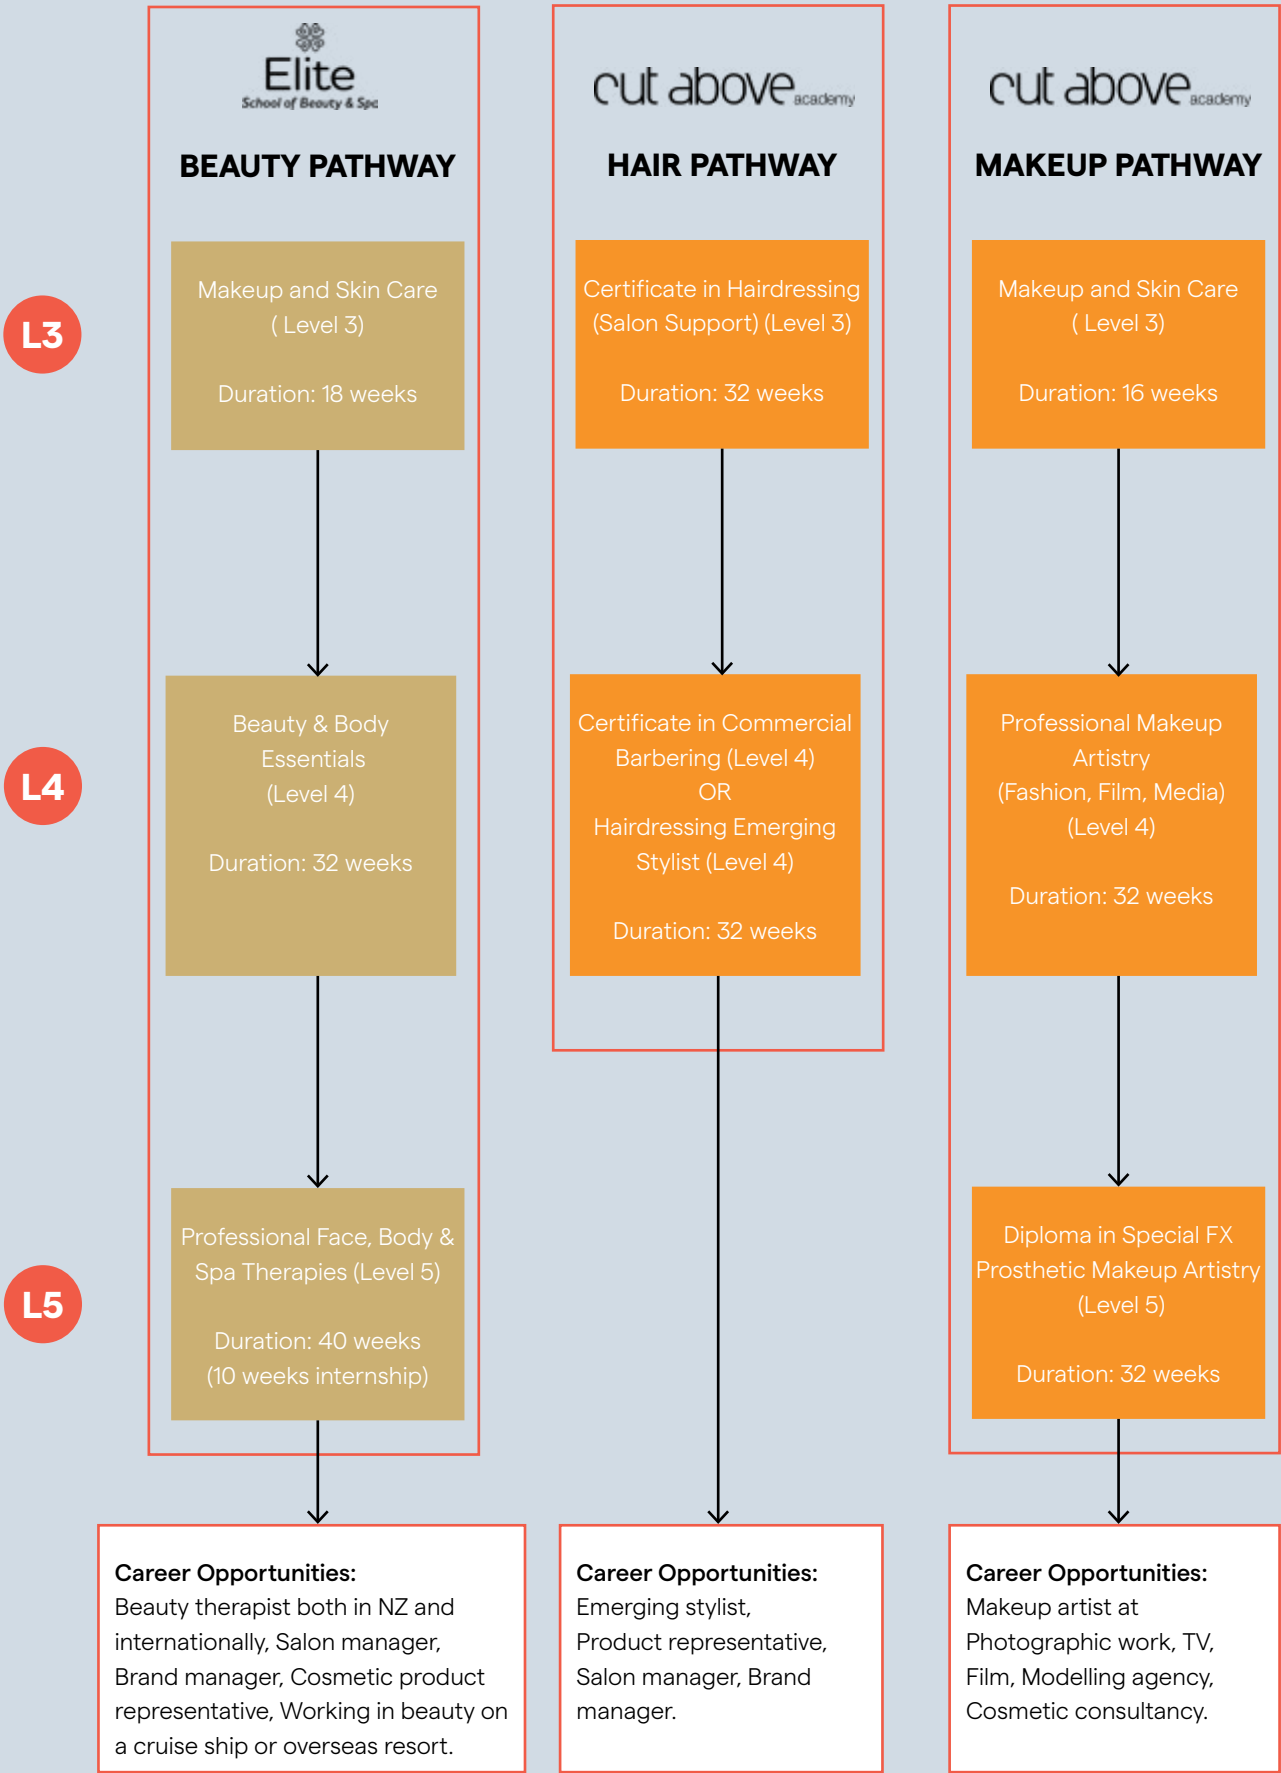 Elite
School of Beauty & Spa
BEAUTY PATHWAY
cut above academy
HAIR PATHWAY
cut above academy
MAKEUP PATHWAY
L3
Makeup and Skin Care
( Level 3)
Duration: 18 weeks
Certificate in Hairdressing
(Salon Support) (Level 3)
Duration: 32 weeks
Makeup and Skin Care
( Level 3)
Duration: 16 weeks
L4
Beauty & Body
Essentials
(Level 4)
Duration: 32 weeks
Certificate in Commercial
Barbering (Level 4)
OR
Hairdressing Emerging
Stylist (Level 4)
Duration: 32 weeks
Professional Makeup
Artistry
(Fashion, Film, Media)
(Level 4)
Duration: 32 weeks
L5
Professional Face, Body &
Spa Therapies (Level 5)
Duration: 40 weeks
(10 weeks internship)
Diploma in Special FX
Prosthetic Makeup Artistry
(Level 5)
Duration: 32 weeks
Career Opportunities:
Beauty therapist both in NZ and
internationally, Salon manager,
Brand manager, Cosmetic product
representative, Working in beauty on
a cruise ship or overseas resort.
Career Opportunities:
Emerging stylist,
Product representative,
Salon manager, Brand
manager.
Career Opportunities:
Makeup artist at
Photographic work, TV,
Film, Modelling agency,
Cosmetic consultancy.